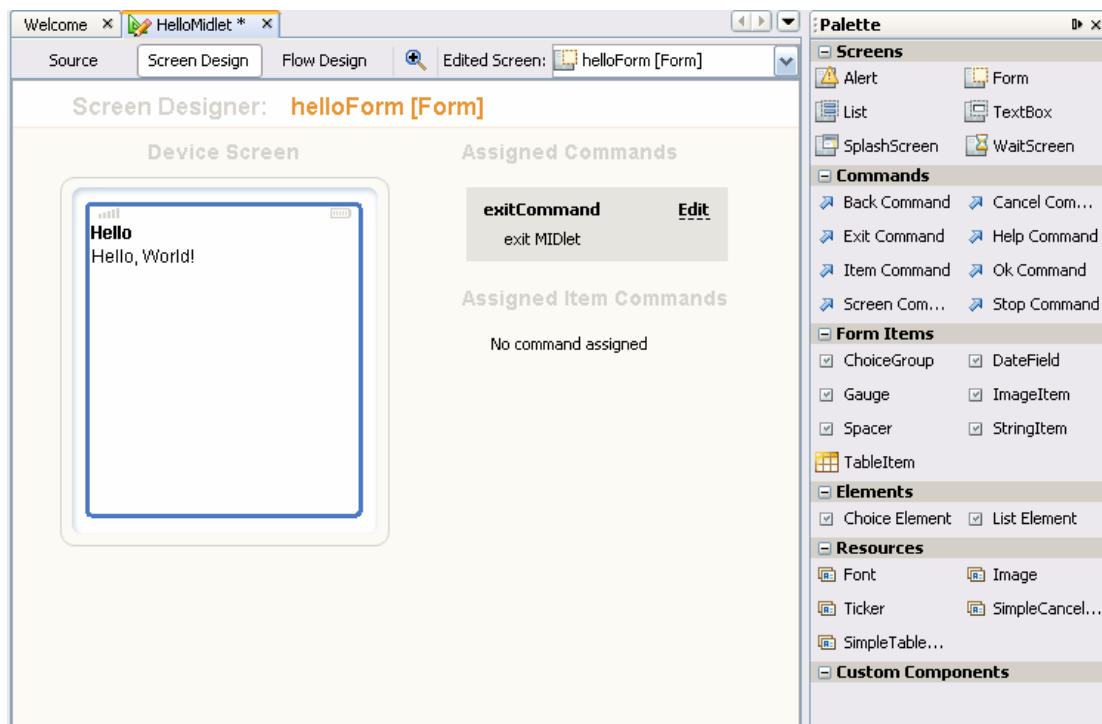 Welcome
HelloMidlet *
Source
Screen Design
Flow Design
Edited Screen:
helloForm [Form]
Screen Designer: helloForm [Form]
Device Screen
Hello
Hello, World!
Assigned Commands
exitCommand Edit
exit MIDlet
Assigned Item Commands
No command assigned
Palette
Screens
Alert Form
List TextBox
SplashScreen WaitScreen
Commands
Back Command Cancel Com...
Exit Command Help Command
Item Command Ok Command
Screen Com... Stop Command
Form Items
ChoiceGroup DateField
Gauge ImageItem
Spacer StringItem
TableItem
Elements
Choice Element List Element
Resources
Font Image
Ticker SimpleCancel...
SimpleTable...
Custom Components